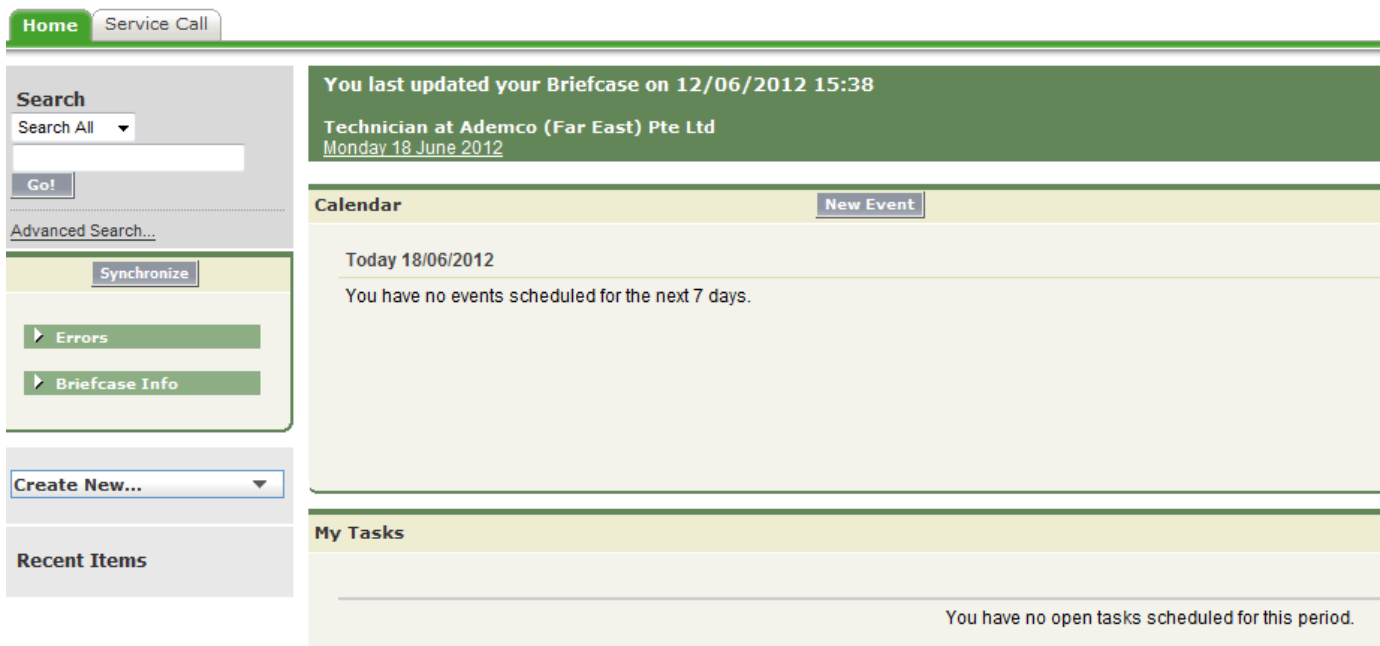 Home
Service Call
Search
Search All
Go!
Advanced Search...
Synchronize
Errors
Briefcase Info
Create New...
Recent Items
You last updated your Briefcase on 12/06/2012 15:38
Technician at Ademco (Far East) Pte Ltd
Monday 18 June 2012
Calendar
New Event
Today 18/06/2012
You have no events scheduled for the next 7 days.
My Tasks
You have no open tasks scheduled for this period.